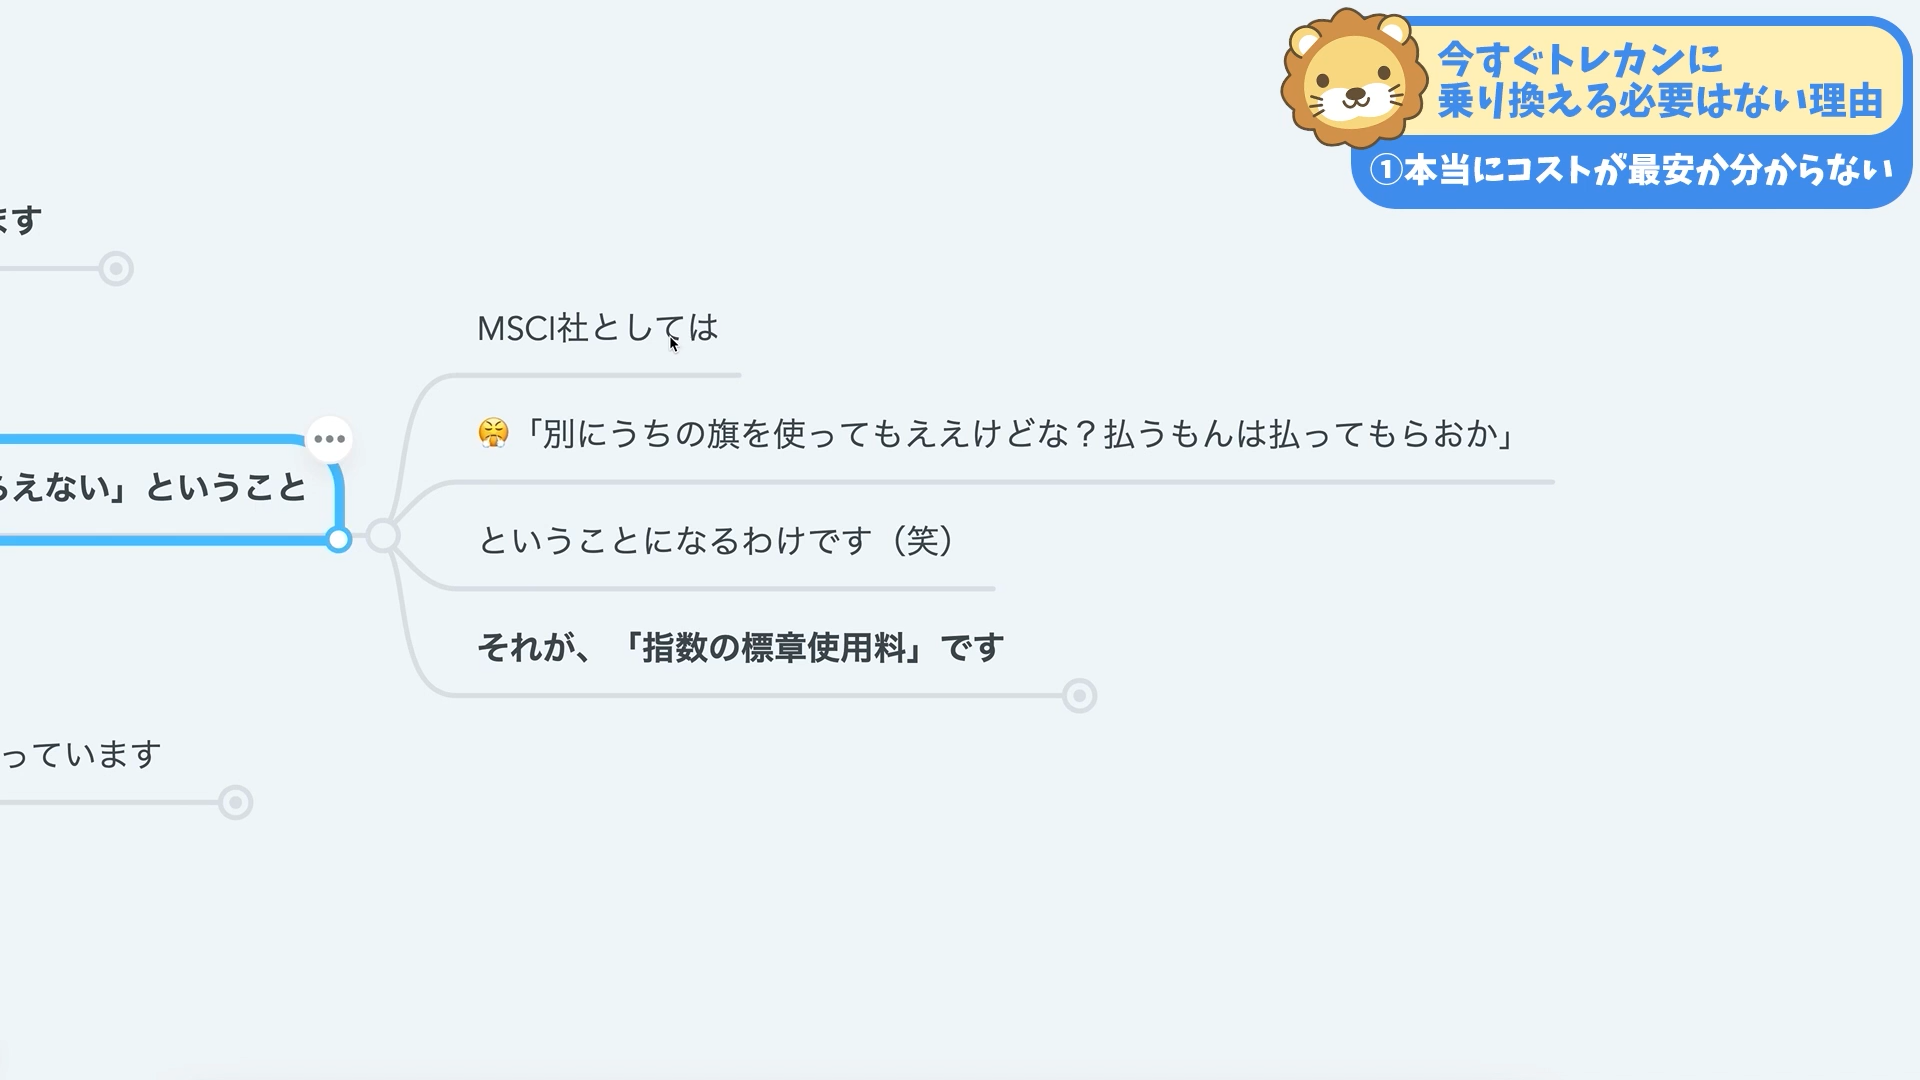 今すぐトレカンに
乗り換える必要はない理由
①本当にコストが最安か分からない
ます
MSCI社としては
😤「別にうちの旗を使ってもええけどな？払うもんは払ってもらおか」
らえない」ということ
ということになるわけです（笑）
それが、「指数の標章使用料」です
っています